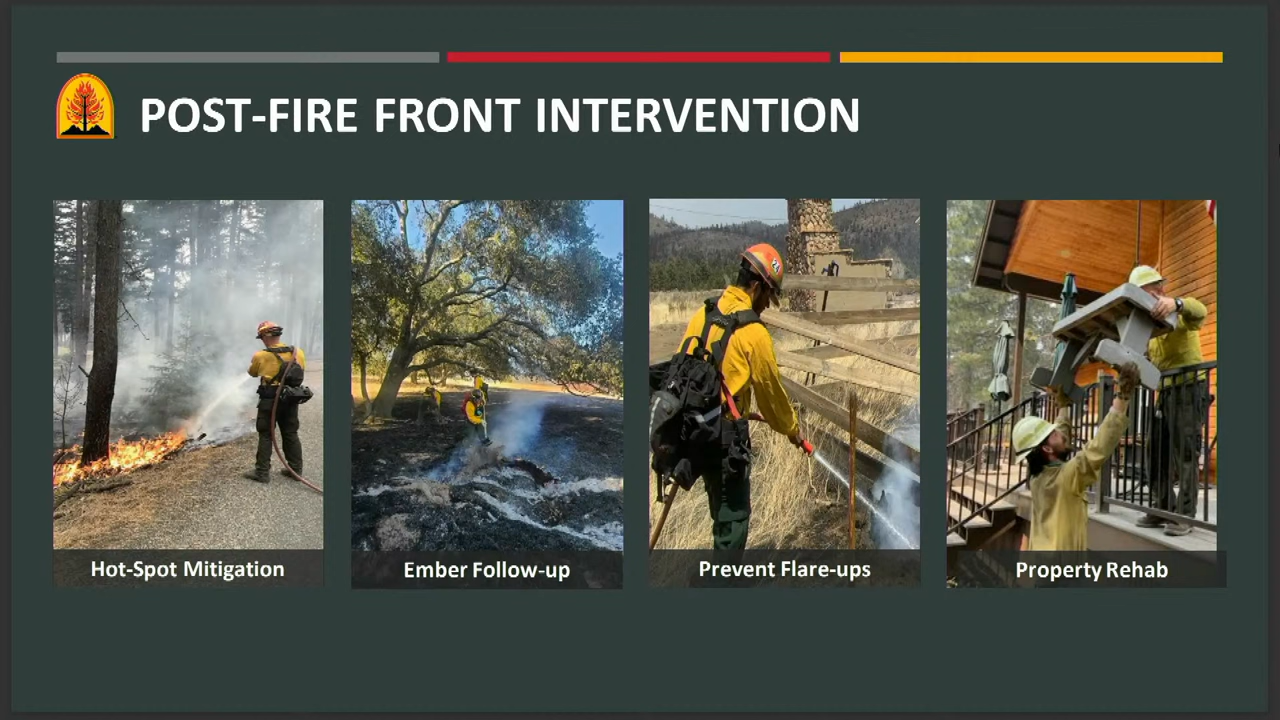 POST-FIRE FRONT INTERVENTION
Hot-Spot Mitigation
Ember Follow-up
Prevent Flare-ups
Property Rehab